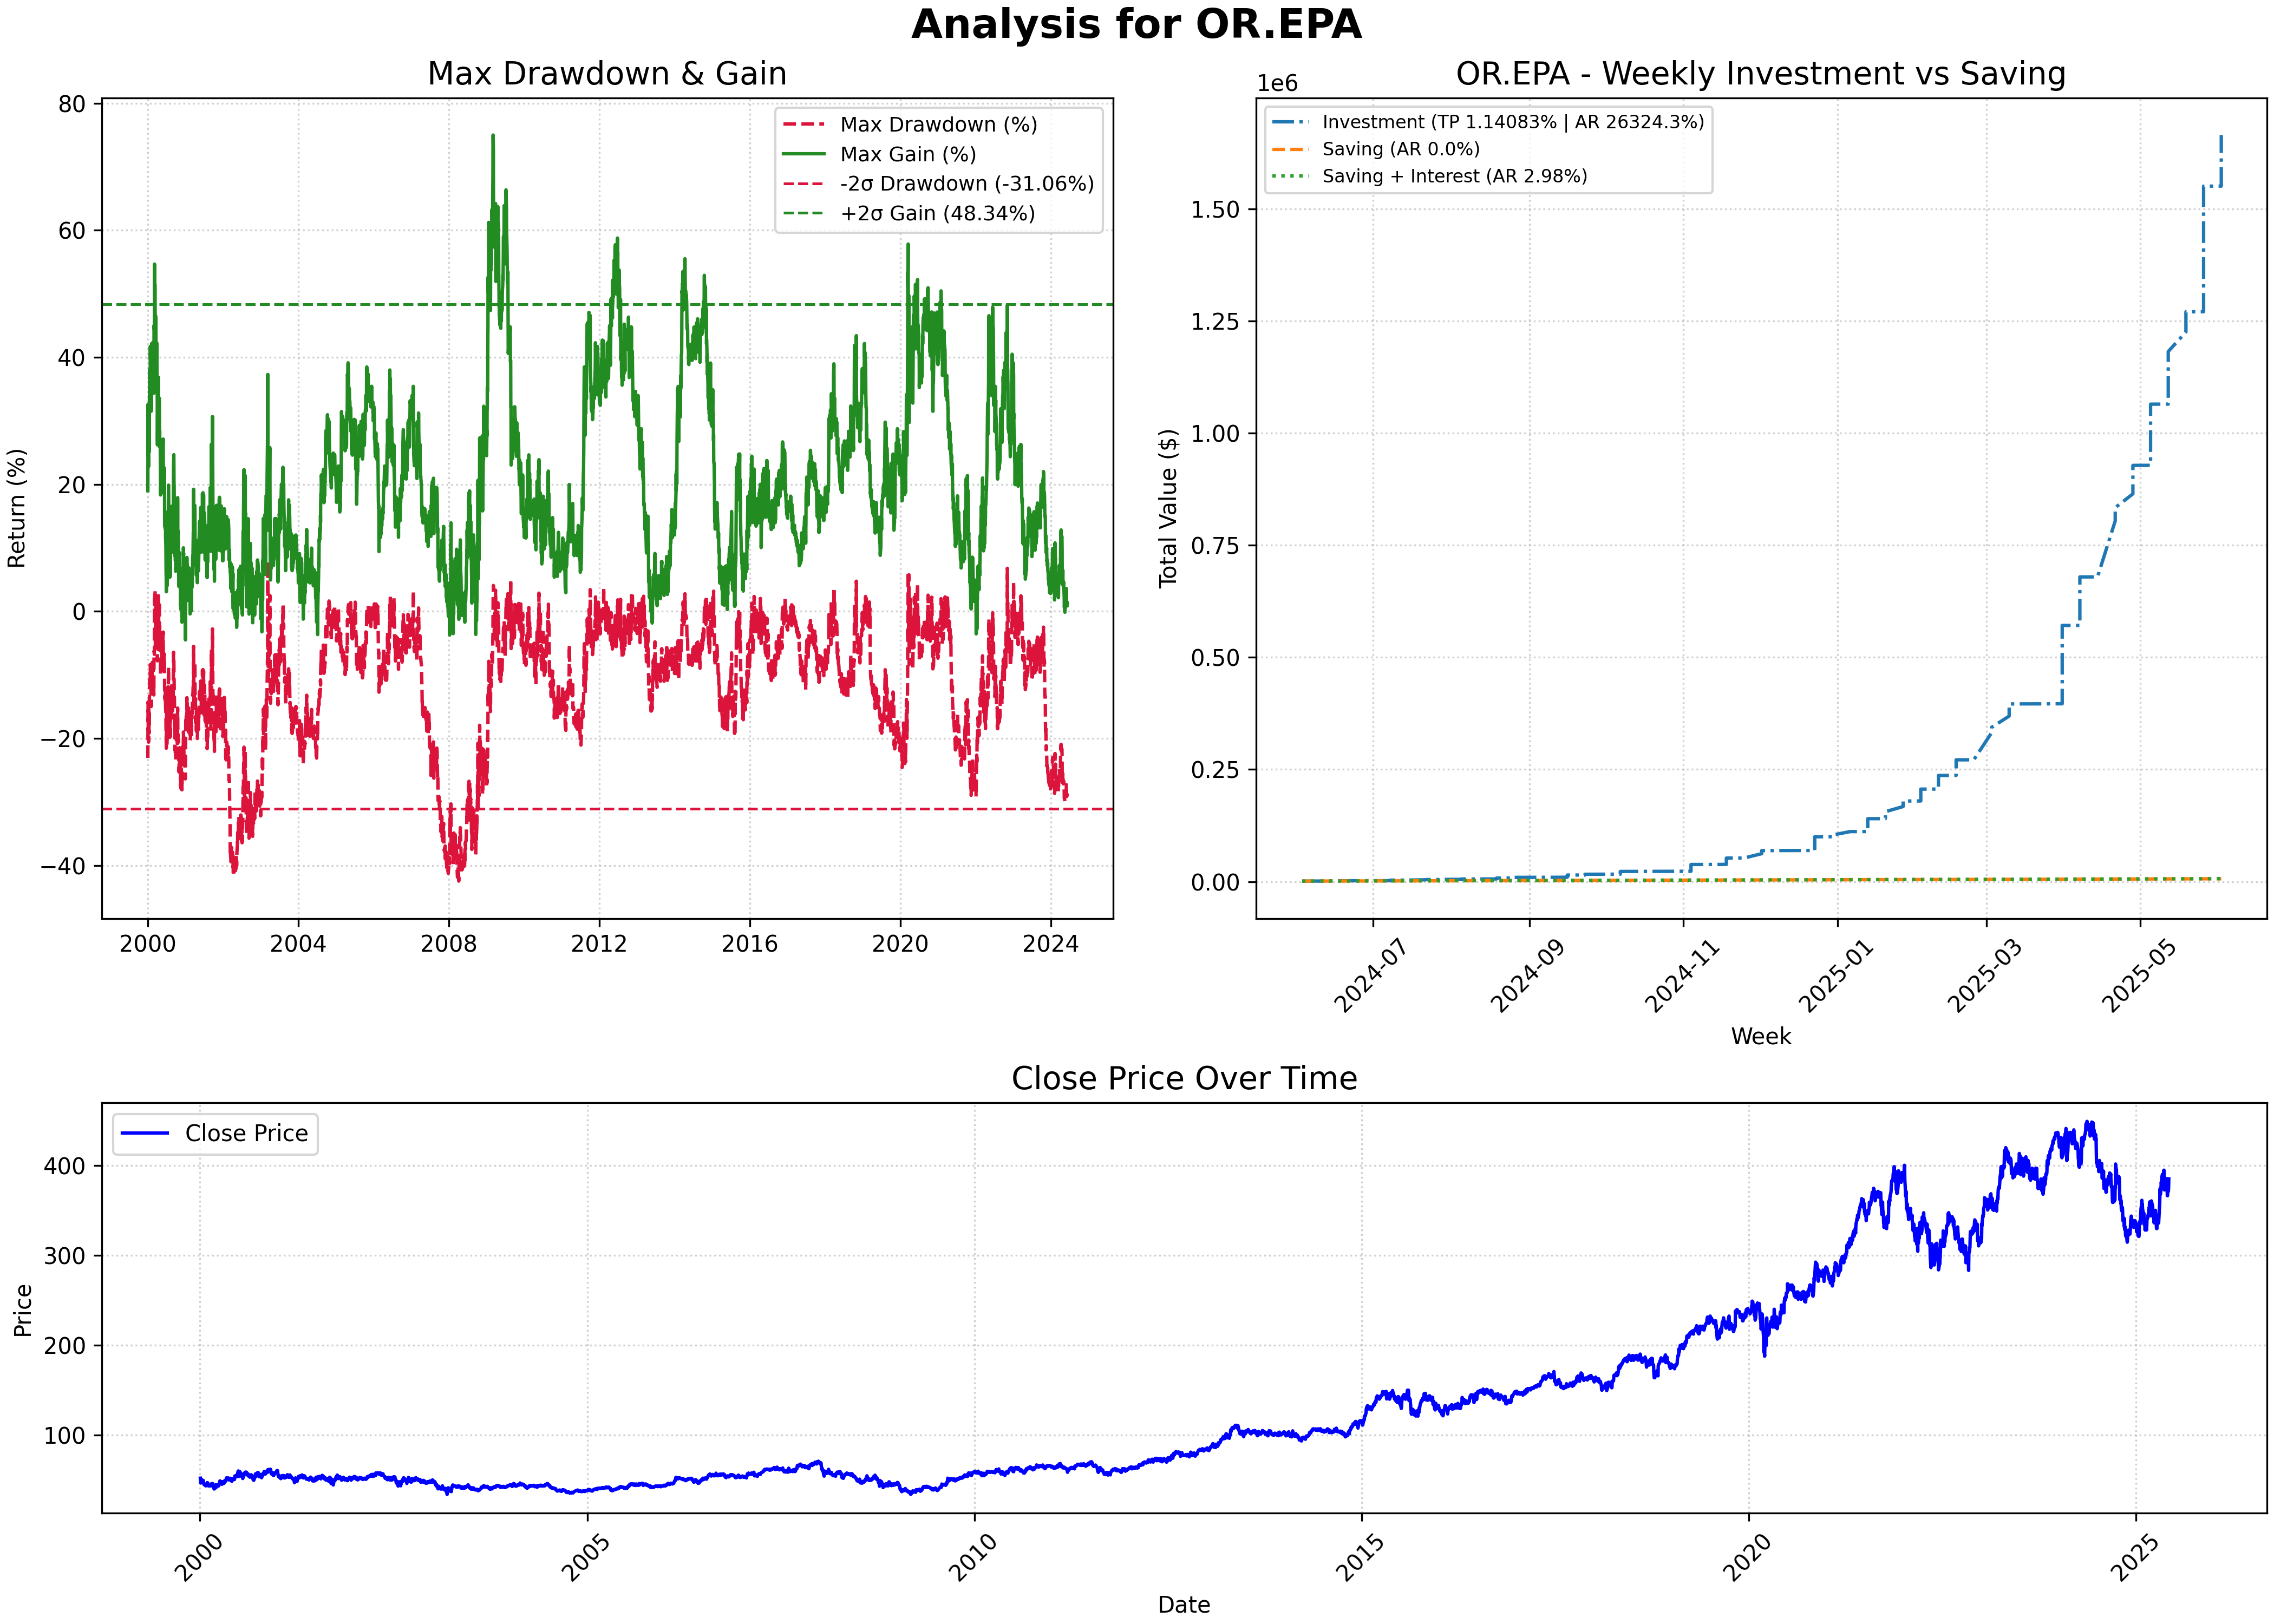 Analysis for OR.EPA
Max Drawdown & Gain
Return (%)
80
60
40
20
0
−20
−40
2000
2004
2008
2012
2016
2020
2024
Max Drawdown (%)
Max Gain (%)
-2σ Drawdown (-31.06%)
+2σ Gain (48.34%)
OR.EPA - Weekly Investment vs Saving
1e6
Total Value ($)
1.50
1.25
1.00
0.75
0.50
0.25
0.00
2024-07
2024-09
2024-11
2025-01
2025-03
2025-05
Week
Investment (TP 1.14083% | AR 26324.3%)
Saving (AR 0.0%)
Saving + Interest (AR 2.98%)
Close Price Over Time
Close Price
Price
400
300
200
100
2000
2005
2010
2015
2020
2025
Date